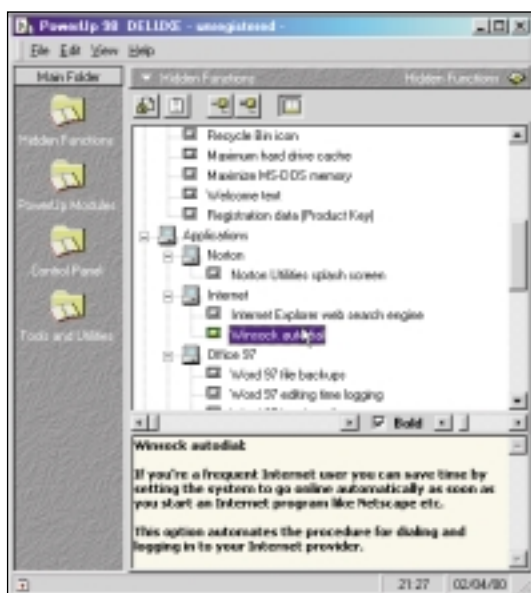 PowerUp 98 DELUXE - unregistered -
File Edit View Help
Main Folder
Hidden Functions
Hidden Functions
Hidden Functions
PowerUp Modules
Control Panel
Tools and Utilities
Recycle Bin icon
Maximum hard drive cache
Maximize MS-DOS memory
Welcome text
Registration data (Product Key)
Applications
Norton
Norton Utilities splash screen
Internet
Internet Explorer web search engine
Winsock autodial
Office 97
Word 97 file backups
Word 97 editing time logging
Bold
Winsock autodial:
If you're a frequent Internet user you can save time by
setting the system to go online automatically as soon as
you start an Internet program like Netscape etc.
This option automates the procedure for dialing and
logging in to your Internet provider.
21:27 02/04/00